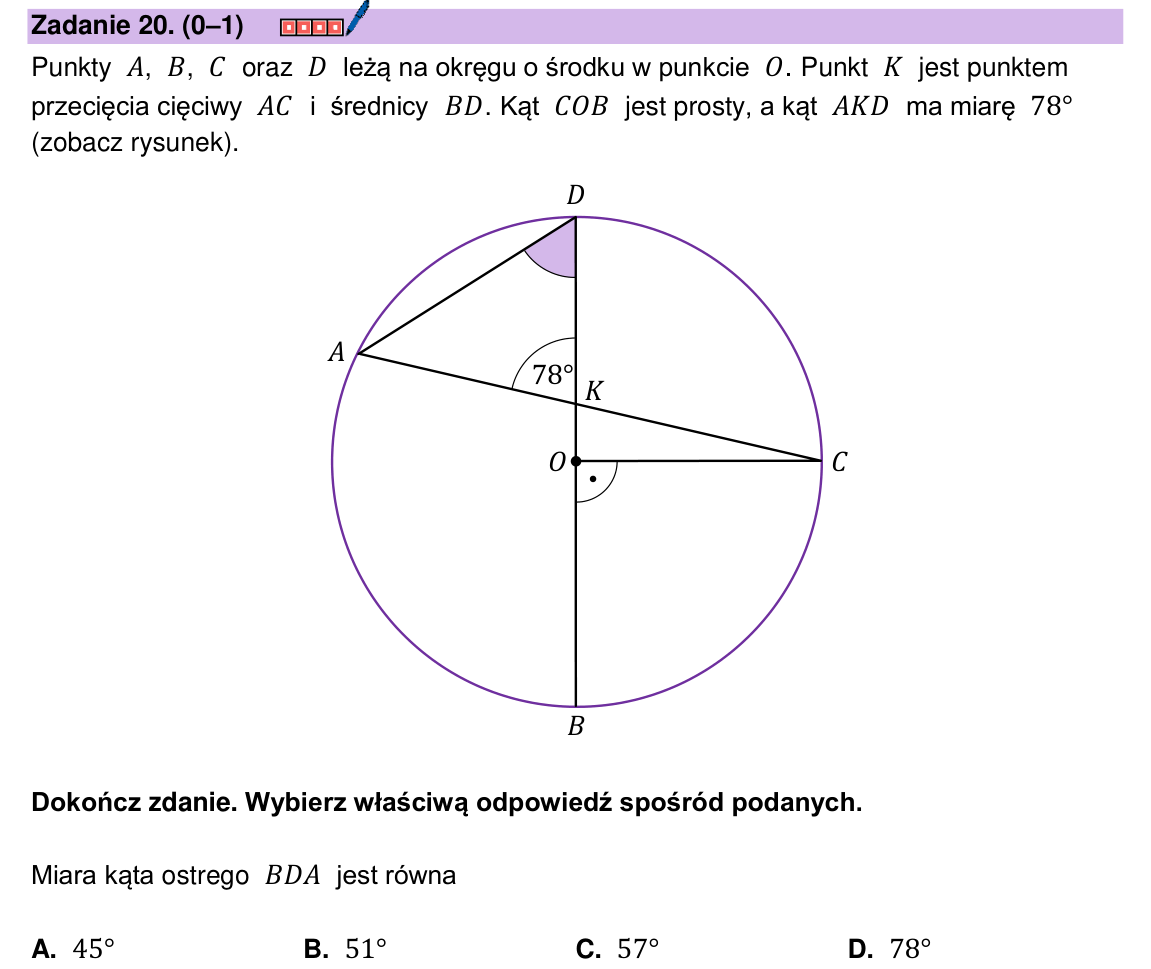 Zadanie 20. (0–1)
Punkty A, B, C oraz D leżą na okręgu o środku w punkcie O. Punkt K jest punktem
przecięcia cięciwy AC i średnicy BD. Kąt COB jest prosty, a kąt AKD ma miarę 78°
(zobacz rysunek).
D
A
78°
K
O
C
B
Dokończ zdanie. Wybierz właściwą odpowiedź spośród podanych.
Miara kąta ostrego BDA jest równa
A. 45° B. 51° C. 57° D. 78°